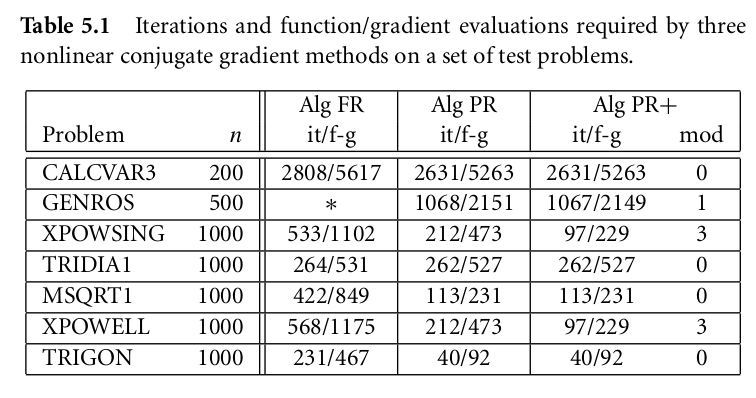 Table 5.1 Iterations and function/gradient evaluations required by three
nonlinear conjugate gradient methods on a set of test problems.
Alg FR Alg PR Alg PR+
Problem n it/f-g it/f-g it/f-g mod
CALCVAR3 200 2808/5617 2631/5263 2631/5263 0
GENROS 500 * 1068/2151 1067/2149 1
XPOWSING 1000 533/1102 212/473 97/229 3
TRIDIA1 1000 264/531 262/527 262/527 0
MSQRT1 1000 422/849 113/231 113/231 0
XPOWELL 1000 568/1175 212/473 97/229 3
TRIGON 1000 231/467 40/92 40/92 0